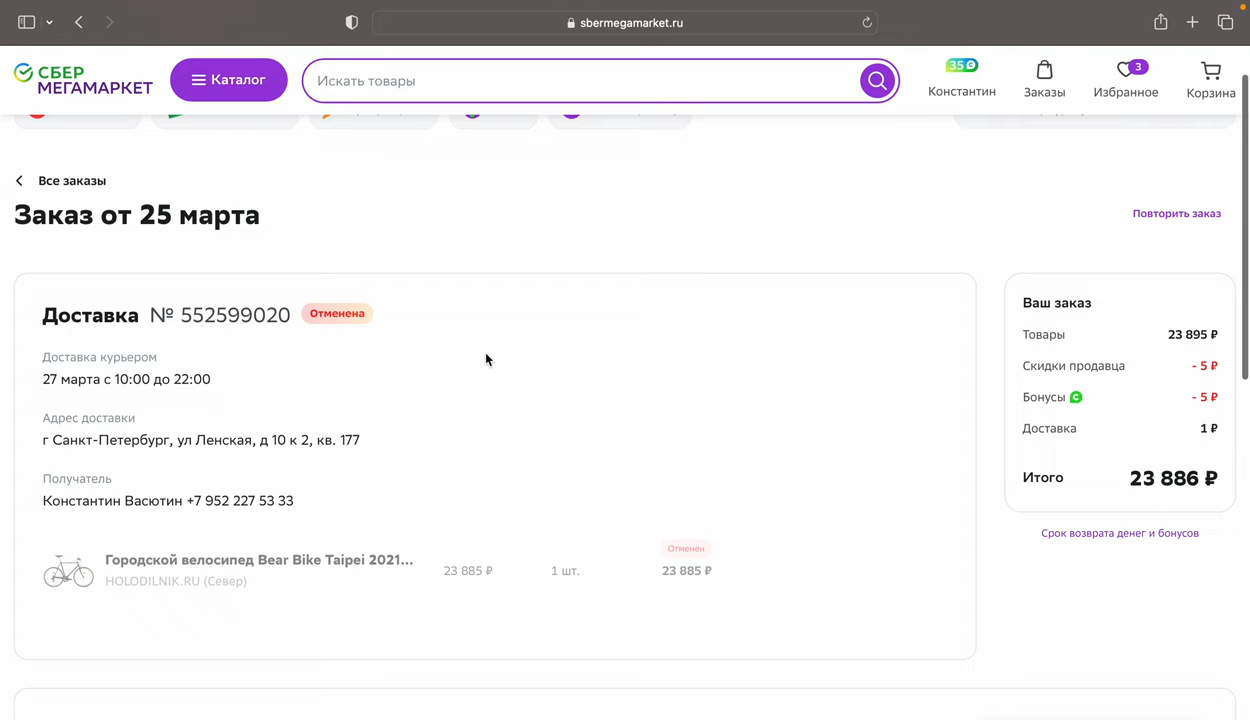 sbermegamarket.ru
СБЕР
МЕГАМАРКЕТ
Каталог
Искать товары
35
Константин
Заказы
3
Избранное
Корзина
Все заказы
Заказ от 25 марта
Повторить заказ
Доставка № 552599020 Отменена
Доставка курьером
27 марта с 10:00 до 22:00
Адрес доставки
г Санкт-Петербург, ул Ленская, д 10 к 2, кв. 177
Получатель
Константин Васютин +7 952 227 53 33
Городской велосипед Bear Bike Taipei 2021...
HOLODILNIK.RU (Север)
23 885 ₽
1 шт.
Отменен
23 885 ₽
Ваш заказ
Товары 23 895 ₽
Скидки продавца - 5 ₽
Бонусы - 5 ₽
Доставка 1 ₽
Итого 23 886 ₽
Срок возврата денег и бонусов